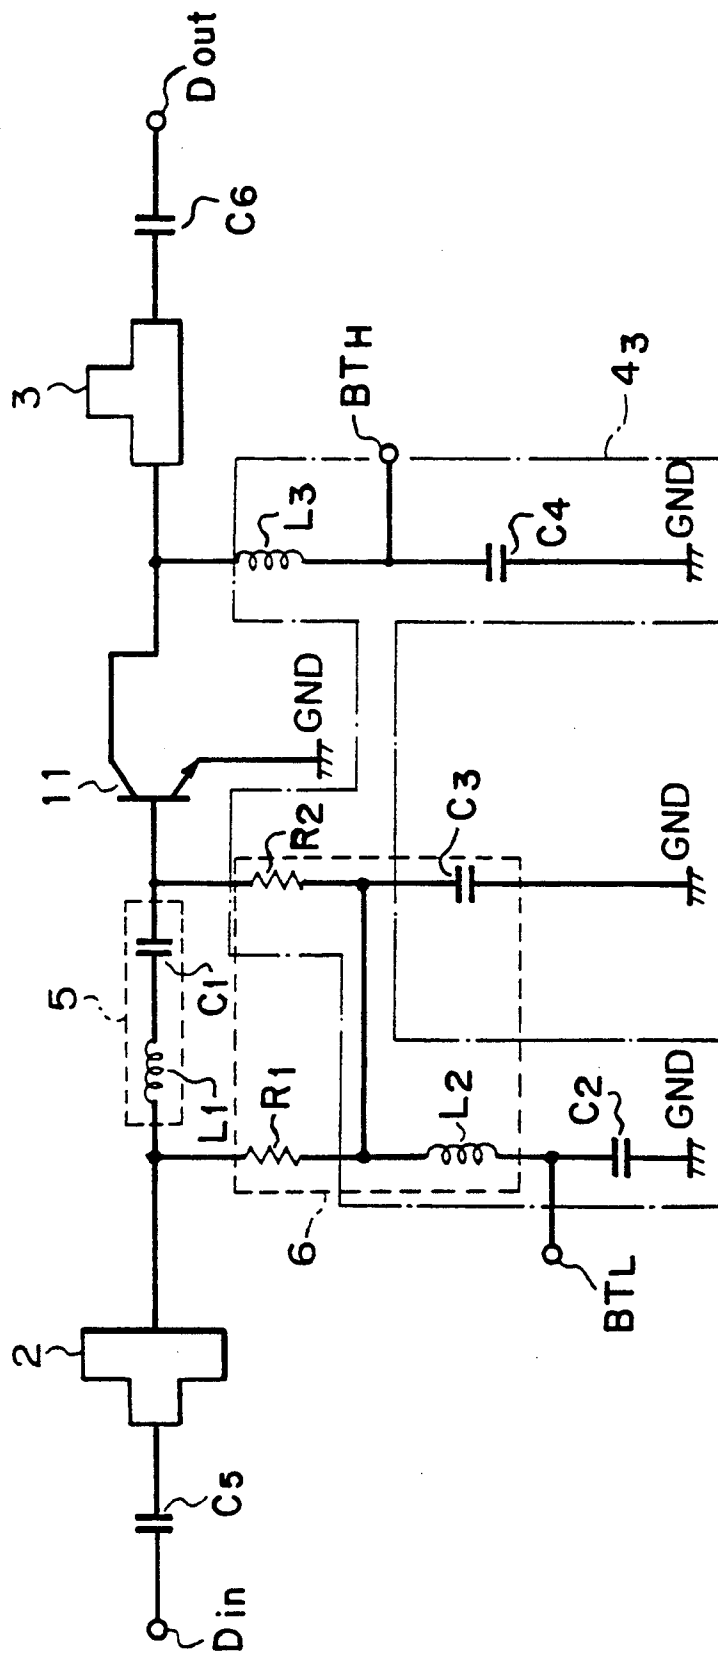 Din
C5
2
BTL
6
R1
L1
5
C1
L2
C2
GND
R2
C3
GND
11
GND
L3
BTH
C4
GND
43
3
C6
Dout